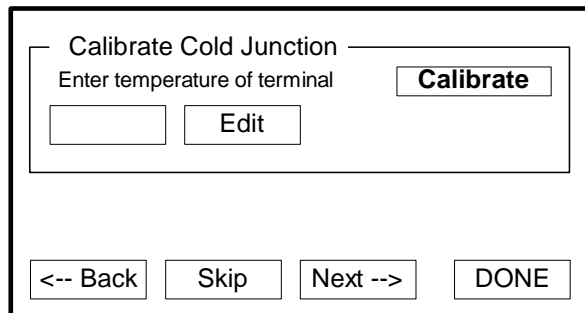 Calibrate Cold Junction
Enter temperature of terminal
Calibrate
Edit
<-- Back Skip Next --> DONE